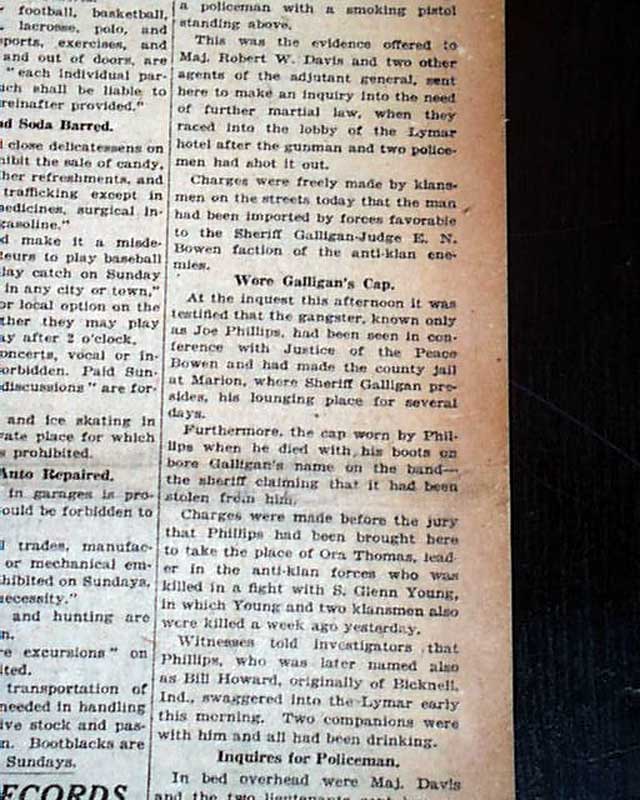 football, basketball,
lacrosse, polo, and
sports, exercises, and
and out of doors, are
"each individual par-
uch shall be liable to
reinafter provided."
nd Soda Barred.
close delicatessens on
hibit the sale of candy,
her refreshments, and
trafficking except in
medicines, surgical in-
gasoline."
d make it a misde-
teurs to play baseball
lay catch on Sunday
in any city or town,"
or local option on the
ther they may play
ay after 2 o'clock.
oncerts, vocal or in-
orbidden. Paid Sun-
discussions" are for-
and ice skating in
vate place for which
s prohibited.
Auto Repaired.
in garages is pro-
ould be forbidden to
l trades, manufac-
or mechanical em-
hibited on Sundays,
necessity."
and hunting are
n.
re excursions" on
ited.
transportation of
needed in handling
ive stock and pas-
n. Bootblacks are
Sundays.
ECORDS
a policeman with a smoking pistol
standing above.
This was the evidence offered to
Maj. Robert W. Davis and two other
agents of the adjutant general, sent
here to make an inquiry into the need
of further martial law, when they
raced into the lobby of the Lymar
hotel after the gunman and two police-
men had shot it out.
Charges were freely made by klans-
men on the streets today that the man
had been imported by forces favorable
to the Sheriff Galligan-Judge E. N.
Bowen faction of the anti-klan ene-
mies.
Wore Galligan's Cap.
At the inquest this afternoon it was
testified that the gangster, known only
as Joe Phillips, had been seen in con-
ference with Justice of the Peace
Bowen and had made the county jail
at Marion, where Sheriff Galligan pre-
sides, his lounging place for several
days.
Furthermore, the cap worn by Phil-
lips when he died with his boots on
bore Galligan's name on the band—
the sheriff claiming that it had been
stolen from him.
Charges were made before the jury
that Phillips had been brought here
to take the place of Ora Thomas, lead-
er in the anti-klan forces who was
killed in a fight with S. Glenn Young,
in which Young and two klansmen also
were killed a week ago yesterday.
Witnesses told investigators that
Phillips, who was later named also
as Bill Howard, originally of Bicknell,
Ind., swaggered into the Lymar early
this morning. Two companions were
with him and all had been drinking.
Inquires for Policeman.
In bed overhead were Maj. Davis
and the two lieutenants